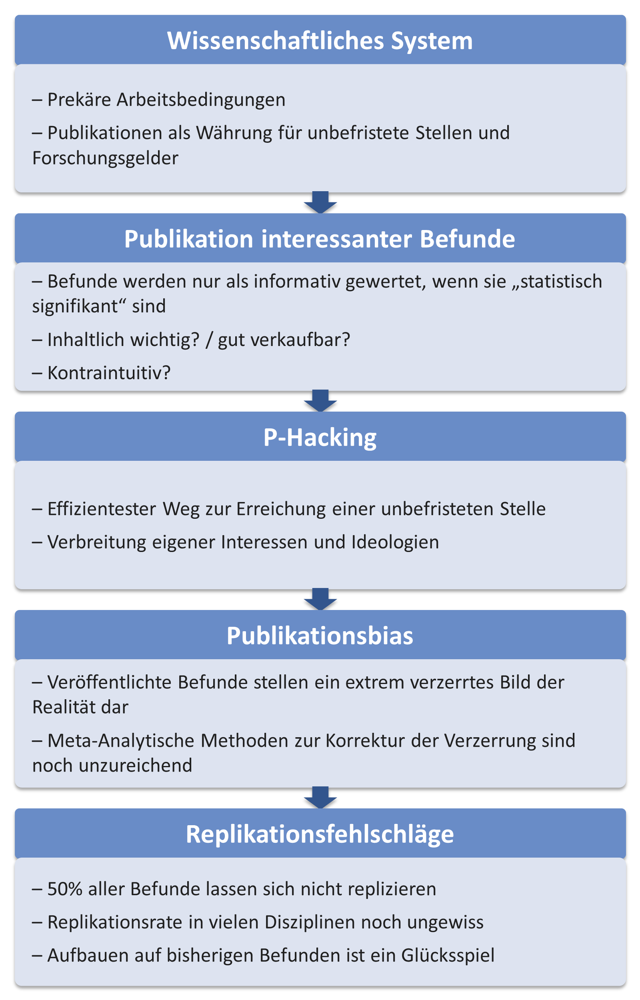 Wissenschaftliches System
– Prekäre Arbeitsbedingungen
– Publikationen als Währung für unbefristete Stellen und
Forschungsgelder
Publikation interessanter Befunde
– Befunde werden nur als informativ gewertet, wenn sie „statistisch
signifikant“ sind
– Inhaltlich wichtig? / gut verkaufbar?
– Kontraintuitiv?
P-Hacking
– Effizientester Weg zur Erreichung einer unbefristeten Stelle
– Verbreitung eigener Interessen und Ideologien
Publikationsbias
– Veröffentlichte Befunde stellen ein extrem verzerrtes Bild der
Realität dar
– Meta-Analytische Methoden zur Korrektur der Verzerrung sind
noch unzureichend
Replikationsfehlschläge
– 50% aller Befunde lassen sich nicht replizieren
– Replikationsrate in vielen Disziplinen noch ungewiss
– Aufbauen auf bisherigen Befunden ist ein Glücksspiel